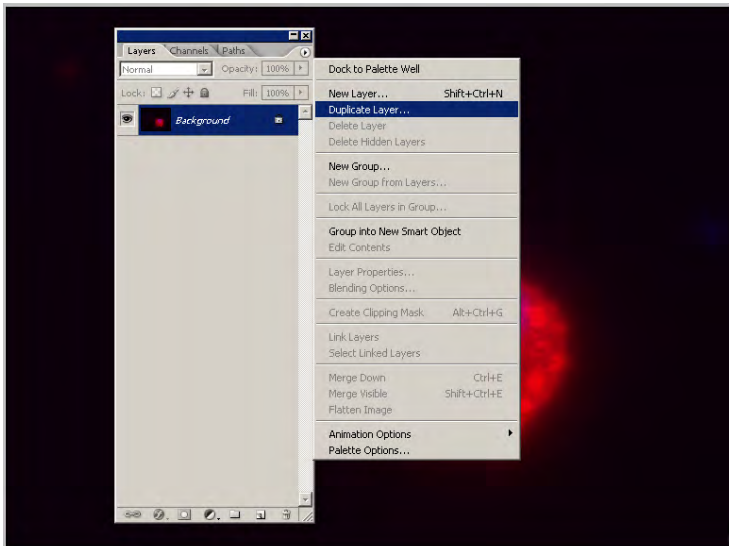 Layers Channels Paths
Normal Opacity: 100%
Lock: Fill: 100%
Background
Dock to Palette Well
New Layer... Shift+Ctrl+N
Duplicate Layer...
Delete Layer
Delete Hidden Layers
New Group...
New Group from Layers...
Lock All Layers in Group...
Group into New Smart Object
Edit Contents
Layer Properties...
Blending Options...
Create Clipping Mask Alt+Ctrl+G
Link Layers
Select Linked Layers
Merge Down Ctrl+E
Merge Visible Shift+Ctrl+E
Flatten Image
Animation Options
Palette Options...